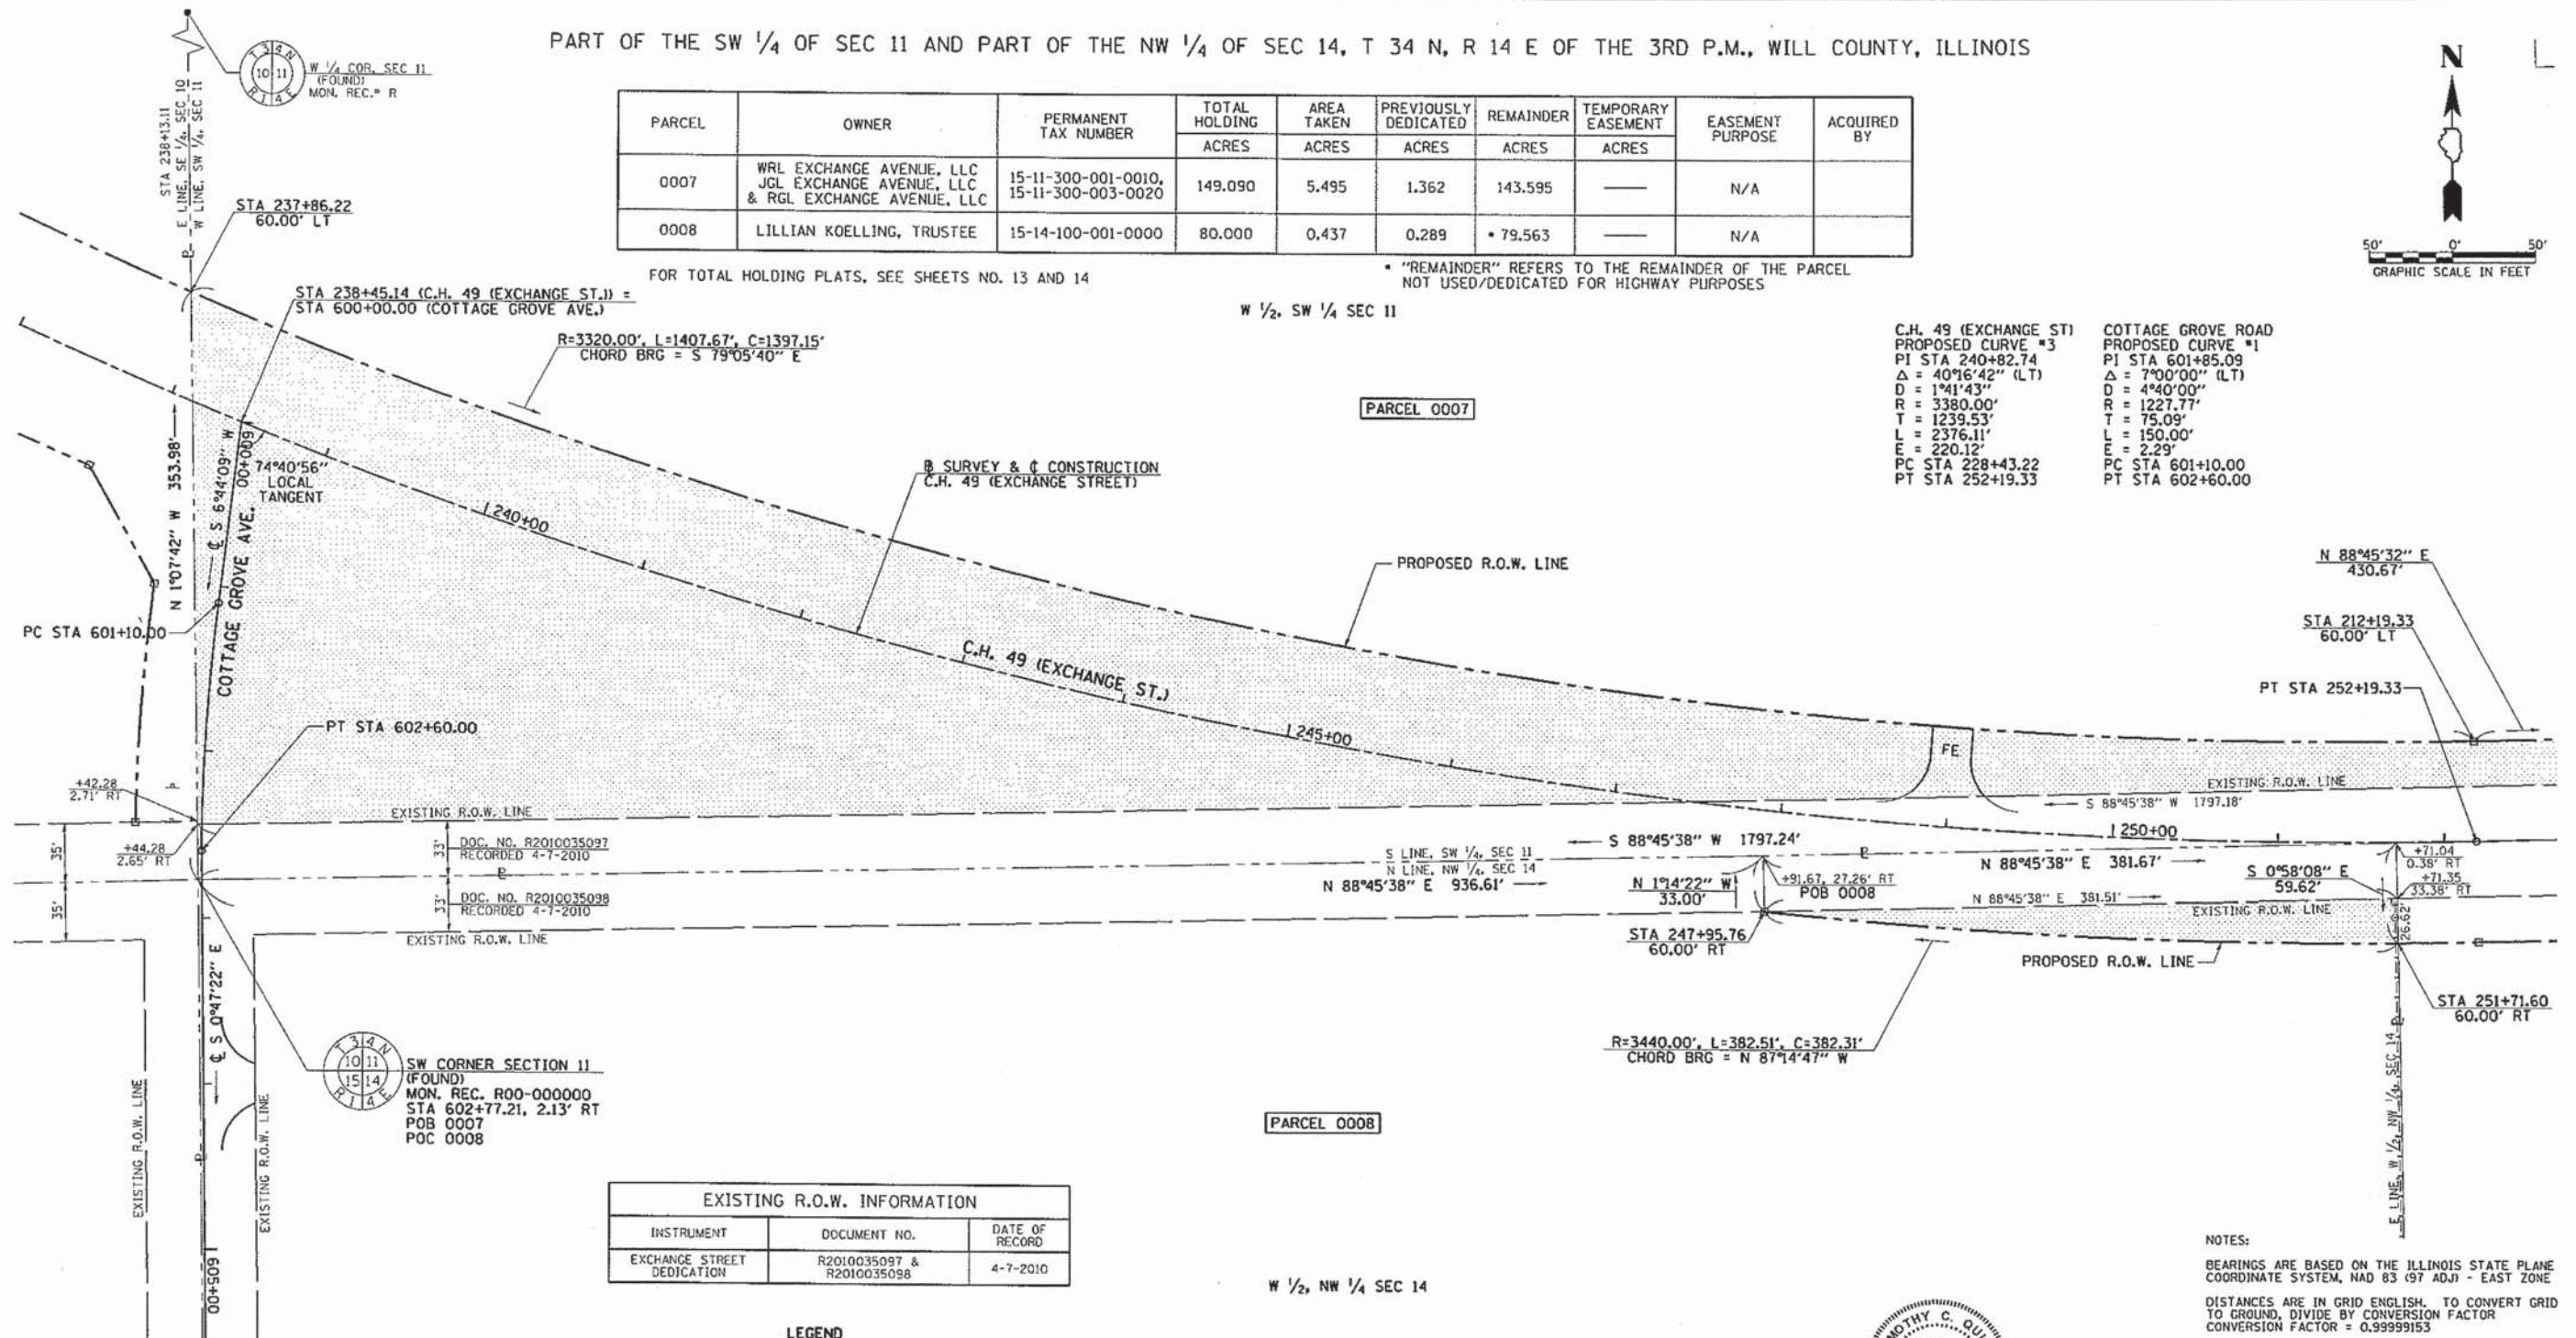 PART OF THE SW 1/4 OF SEC 11 AND PART OF THE NW 1/4 OF SEC 14, T 34 N, R 14 E OF THE 3RD P.M., WILL COUNTY, ILLINOIS
N
50' 0' 50'
GRAPHIC SCALE IN FEET
T 34 N
10 11
R 14 E
W 1/4 COR. SEC 11
(FOUND)
MON. REC.# R
STA 238+13.11
E LINE, SE 1/4, SEC 10
W LINE, SW 1/4, SEC 11
PARCEL OWNER PERMANENT TAX NUMBER TOTAL HOLDING AREA TAKEN PREVIOUSLY DEDICATED REMAINDER TEMPORARY EASEMENT EASEMENT PURPOSE ACQUIRED BY
ACRES ACRES ACRES ACRES ACRES
0007 WRL EXCHANGE AVENUE, LLC JGL EXCHANGE AVENUE, LLC & RGL EXCHANGE AVENUE, LLC 15-11-300-001-0010, 15-11-300-003-0020 149.090 5.495 1.362 143.595 — N/A
0008 LILLIAN KOELLING, TRUSTEE 15-14-100-001-0000 80.000 0.437 0.289 * 79.563 — N/A
FOR TOTAL HOLDING PLATS, SEE SHEETS NO. 13 AND 14
* "REMAINDER" REFERS TO THE REMAINDER OF THE PARCEL
NOT USED/DEDICATED FOR HIGHWAY PURPOSES
STA 237+86.22
60.00' LT
STA 238+45.14 (C.H. 49 (EXCHANGE ST.)) =
STA 600+00.00 (COTTAGE GROVE AVE.)
R=3320.00', L=1407.67', C=1397.15'
CHORD BRG = S 79°05'40" E
W 1/2, SW 1/4 SEC 11
C.H. 49 (EXCHANGE ST)
PROPOSED CURVE #3
PI STA 240+82.74
Δ = 40°16'42" (LT)
D = 1°41'43"
R = 3380.00'
T = 1239.53'
L = 2376.11'
E = 220.12'
PC STA 228+43.22
PT STA 252+19.33
COTTAGE GROVE ROAD
PROPOSED CURVE #1
PI STA 601+85.09
Δ = 7°00'00" (LT)
D = 4°40'00"
R = 1227.77'
T = 75.09'
L = 150.00'
E = 2.29'
PC STA 601+10.00
PT STA 602+60.00
PARCEL 0007
N 1°07'42" W 353.98'
℄ S 6°44'09" W
COTTAGE GROVE AVE.
600+00
74°40'56"
LOCAL
TANGENT
240+00
B SURVEY & ℄ CONSTRUCTION
C.H. 49 (EXCHANGE STREET)
PROPOSED R.O.W. LINE
N 88°45'32" E
430.67'
STA 212+19.33
60.00' LT
PT STA 252+19.33
PC STA 601+10.00
C.H. 49 (EXCHANGE ST.)
245+00
PT STA 602+60.00
FE
EXISTING R.O.W. LINE
S 88°45'38" W 1797.18'
+42.28
2.71' RT
EXISTING R.O.W. LINE
250+00
35'
+44.28
2.65' RT
33'
DOC. NO. R2010035097
RECORDED 4-7-2010
S 88°45'38" W 1797.24'
S LINE, SW 1/4, SEC 11
N LINE, NW 1/4, SEC 14
P
N 88°45'38" E 936.61'
N 88°45'38" E 381.67'
+71.04
0.38' RT
S 0°58'08" E
59.62'
+71.35
33.38' RT
35'
33'
DOC. NO. R2010035098
RECORDED 4-7-2010
N 1°14'22" W
33.00'
+91.67, 27.26' RT
POB 0008
N 88°45'38" E 381.51'
EXISTING R.O.W. LINE
26.62'
EXISTING R.O.W. LINE
STA 247+95.76
60.00' RT
PROPOSED R.O.W. LINE
STA 251+71.60
60.00' RT
℄ S 0°47'22" E
R=3440.00', L=382.51', C=382.31'
CHORD BRG = N 87°14'47" W
T 34 N
10 11
15 14
R 14 E
SW CORNER SECTION 11
(FOUND)
MON. REC. R00-000000
STA 602+77.21, 2.13' RT
POB 0007
POC 0008
EXISTING R.O.W. LINE
EXISTING R.O.W. LINE
605+00
PARCEL 0008
E LINE, W 1/2, NW 1/4, SEC 14
EXISTING R.O.W. INFORMATION
INSTRUMENT DOCUMENT NO. DATE OF RECORD
EXCHANGE STREET DEDICATION R2010035097 & R2010035098 4-7-2010
W 1/2, NW 1/4 SEC 14
LEGEND
NOTES:
BEARINGS ARE BASED ON THE ILLINOIS STATE PLANE
COORDINATE SYSTEM, NAD 83 (97 ADJ) - EAST ZONE
DISTANCES ARE IN GRID ENGLISH. TO CONVERT GRID
TO GROUND, DIVIDE BY CONVERSION FACTOR
CONVERSION FACTOR = 0.99999153